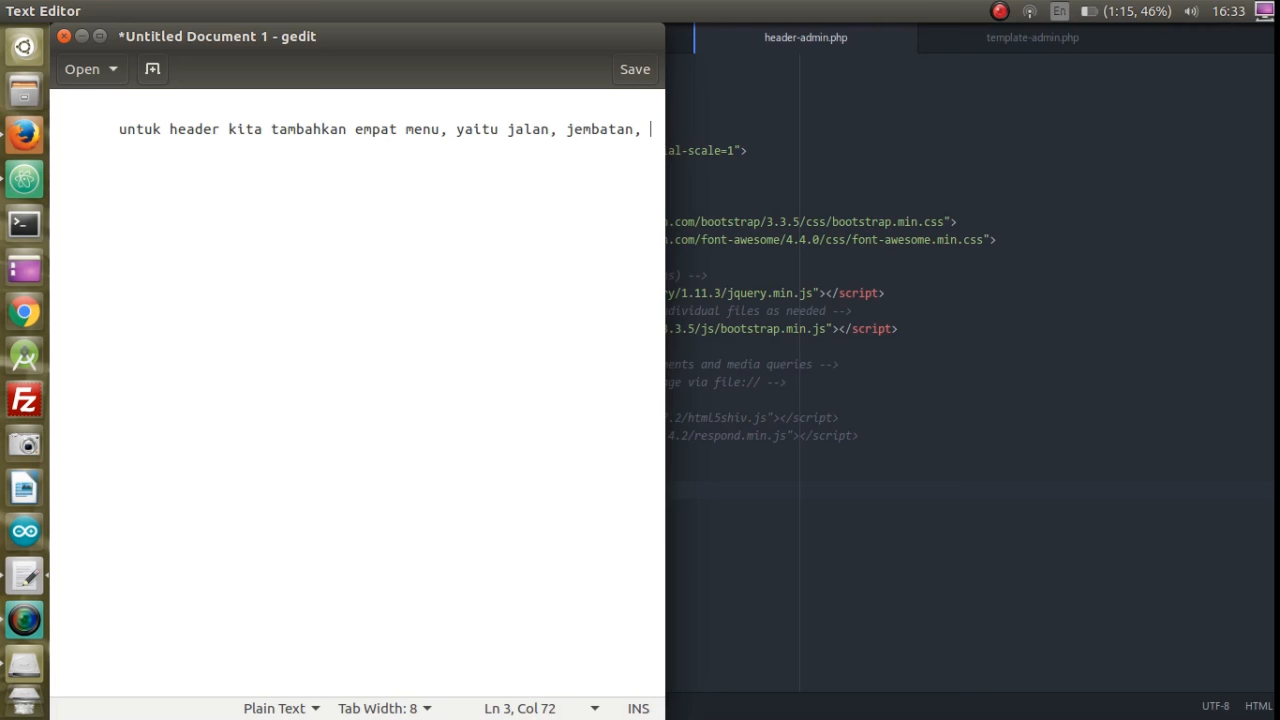 Text Editor
En
(1:15, 46%)
16:33
*Untitled Document 1 - gedit
Open
Save
untuk header kita tambahkan empat menu, yaitu jalan, jembatan,
Plain Text
Tab Width: 8
Ln 3, Col 72
INS
header-admin.php
template-admin.php
al-scale=1">
.com/bootstrap/3.3.5/css/bootstrap.min.css">
.com/font-awesome/4.4.0/css/font-awesome.min.css">
s) -->
y/1.11.3/jquery.min.js"></script>
dividual files as needed -->
.3.5/js/bootstrap.min.js"></script>
ments and media queries -->
ge via file:// -->
.2/html5shiv.js"></script>
4.2/respond.min.js"></script>
UTF-8
HTML
Fz